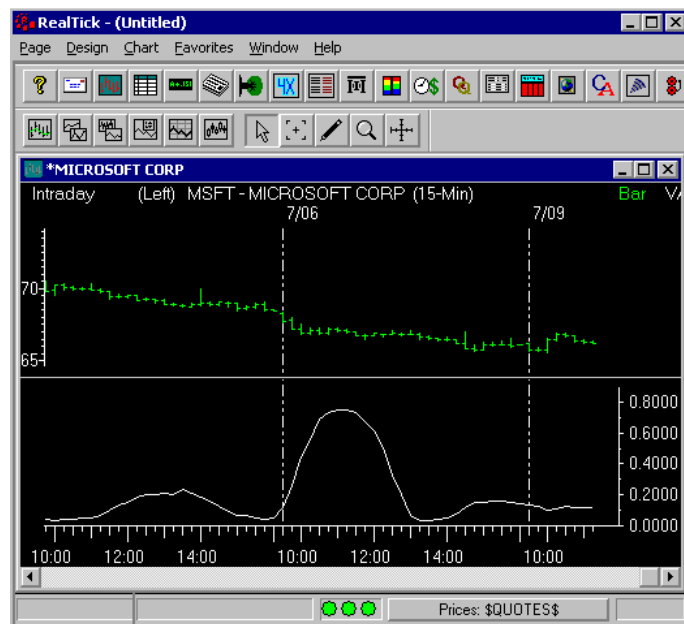 RealTick - (Untitled)
Page Design Chart Favorites Window Help
*MICROSOFT CORP
Intraday (Left) MSFT - MICROSOFT CORP (15-Min) Bar
7/06 7/09
70
65
0.8000
0.6000
0.4000
0.2000
0.0000
10:00 12:00 14:00 10:00 12:00 14:00 10:00
Prices: $QUOTES$